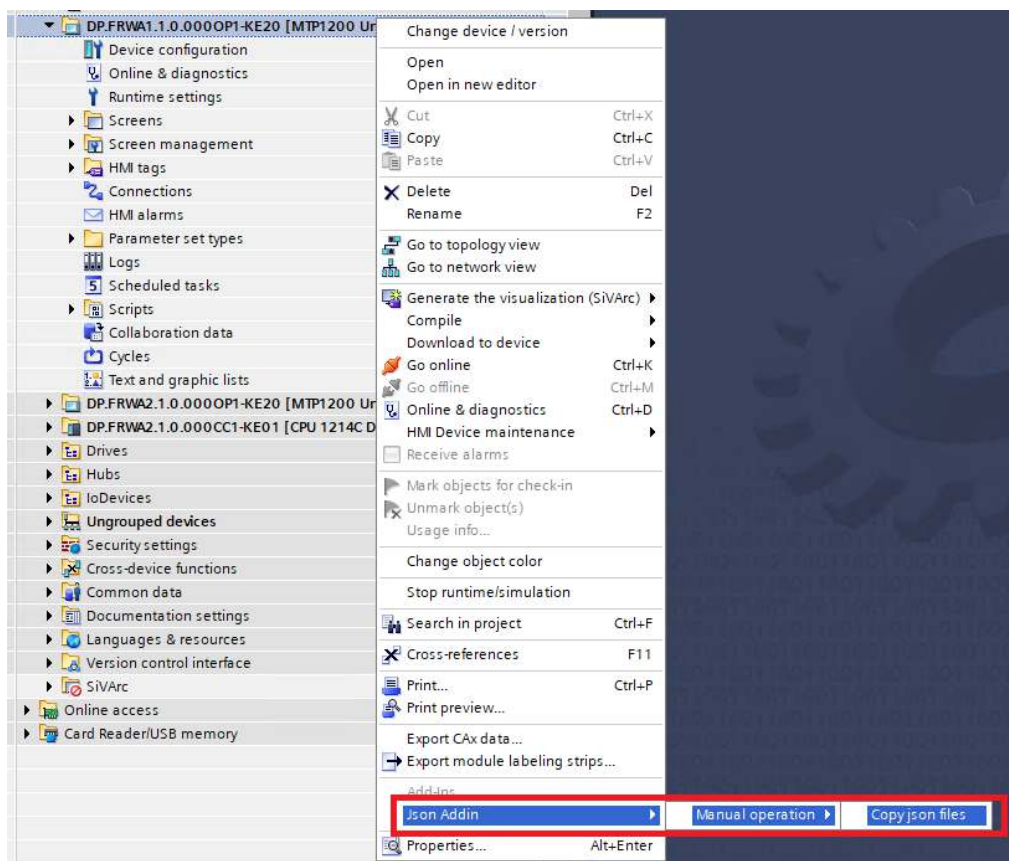 DP.FRWA1.1.0.000OP1-KE20 [MTP1200 Ur
Device configuration
Online & diagnostics
Runtime settings
Screens
Screen management
HMI tags
Connections
HMI alarms
Parameter set types
Logs
Scheduled tasks
Scripts
Collaboration data
Cycles
Text and graphic lists
DP.FRWA2.1.0.000OP1-KE20 [MTP1200 Ur
DP.FRWA2.1.0.000CC1-KE01 [CPU 1214C D
Drives
Hubs
IoDevices
Ungrouped devices
Security settings
Cross-device functions
Common data
Documentation settings
Languages & resources
Version control interface
SiVArc
Online access
Card Reader/USB memory
Change device / version
Open
Open in new editor
Cut Ctrl+X
Copy Ctrl+C
Paste Ctrl+V
Delete Del
Rename F2
Go to topology view
Go to network view
Generate the visualization (SiVArc)
Compile
Download to device
Go online Ctrl+K
Go offline Ctrl+M
Online & diagnostics Ctrl+D
HMI Device maintenance
Receive alarms
Mark objects for check-in
Unmark object(s)
Usage info...
Change object color
Stop runtime/simulation
Search in project Ctrl+F
Cross-references F11
Print... Ctrl+P
Print preview...
Export CAx data...
Export module labeling strips...
Add-Ins
Json Addin Manual operation Copy json files
Properties... Alt+Enter